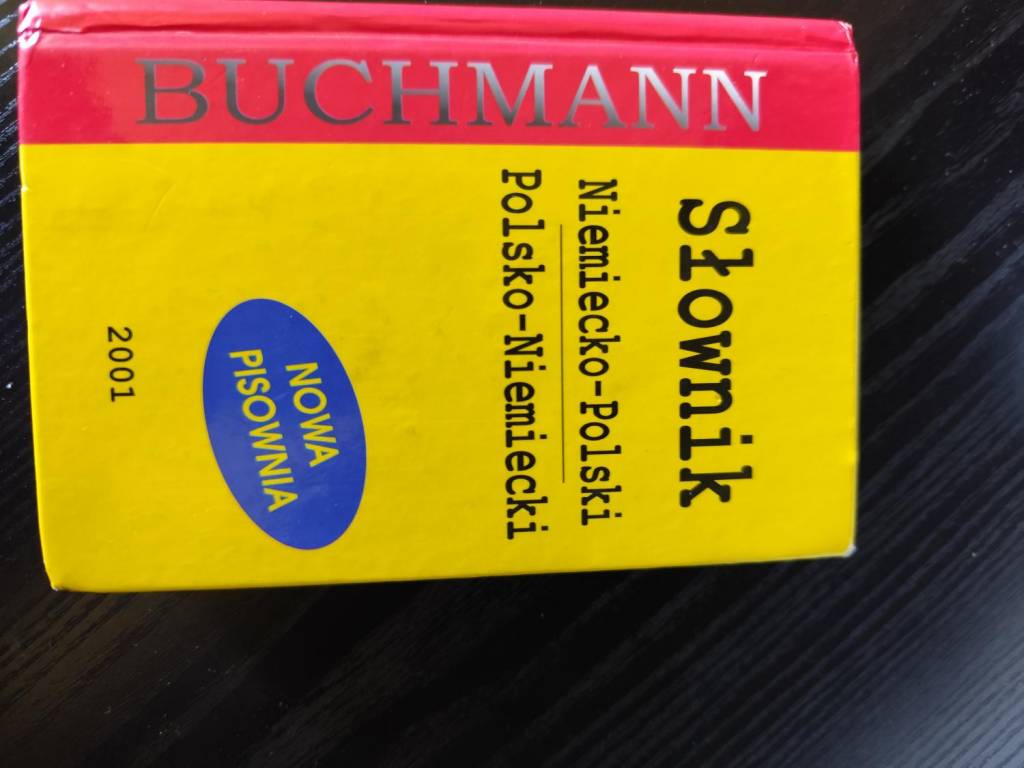 BUCHMANN
Słownik
Niemiecko-Polski
Polsko-Niemiecki
NOWA
PISOWNIA
2001